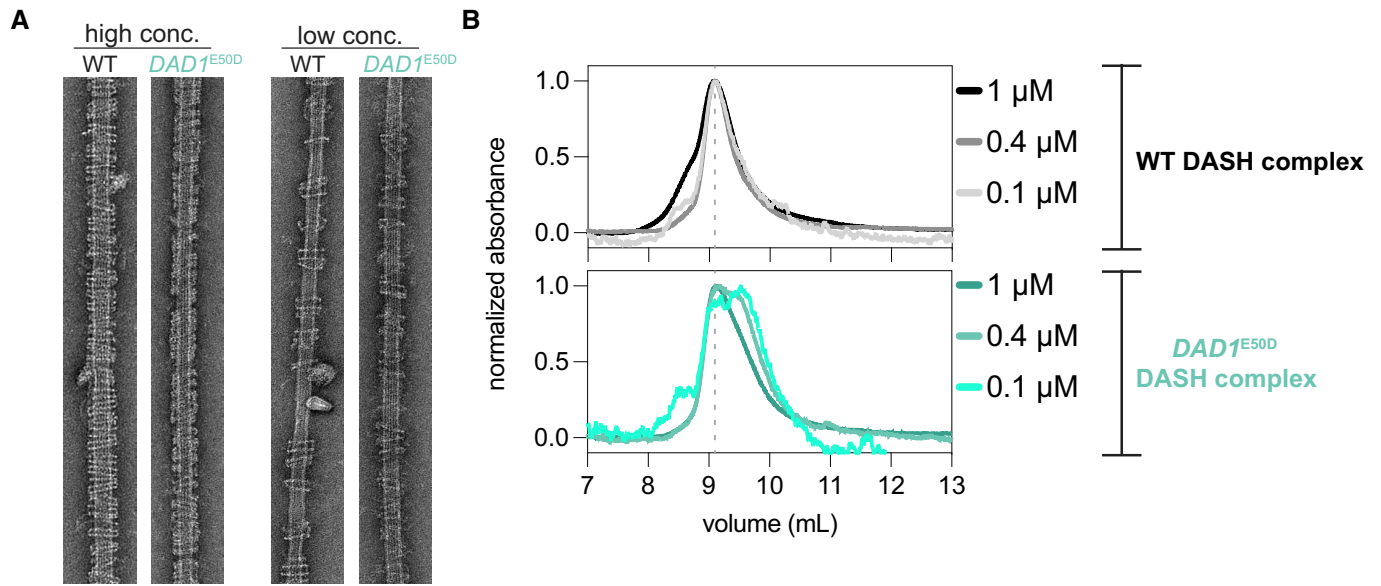 A
high conc.
WT DAD1E50D
low conc.
WT DAD1E50D
B
normalized absorbance
1.0
0.5
0.0
1 µM
0.4 µM
0.1 µM
WT DASH complex
1.0
0.5
0.0
1 µM
0.4 µM
0.1 µM
DAD1E50D
DASH complex
7 8 9 10 11 12 13
volume (mL)